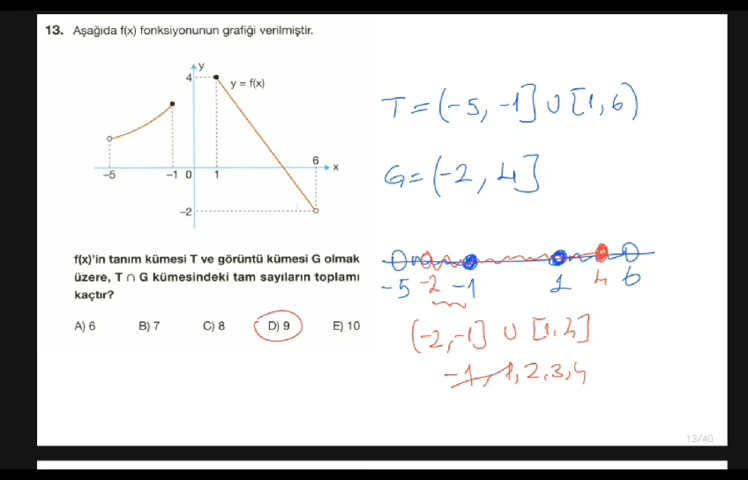 13. Aşağıda f(x) fonksiyonunun grafiği verilmiştir.
y
4
y = f(x)
6
x
-5
-1 0 1
-2
f(x)'in tanım kümesi T ve görüntü kümesi G olmak
üzere, T ∩ G kümesindeki tam sayıların toplamı
kaçtır?
A) 6 B) 7 C) 8 D) 9 E) 10
T = (-5, -1] ∪ [1, 6)
G = (-2, 4]
-5 -2 -1 1 4 6
(-2, -1] ∪ [1, 4]
-1, 1, 2, 3, 4
13/40